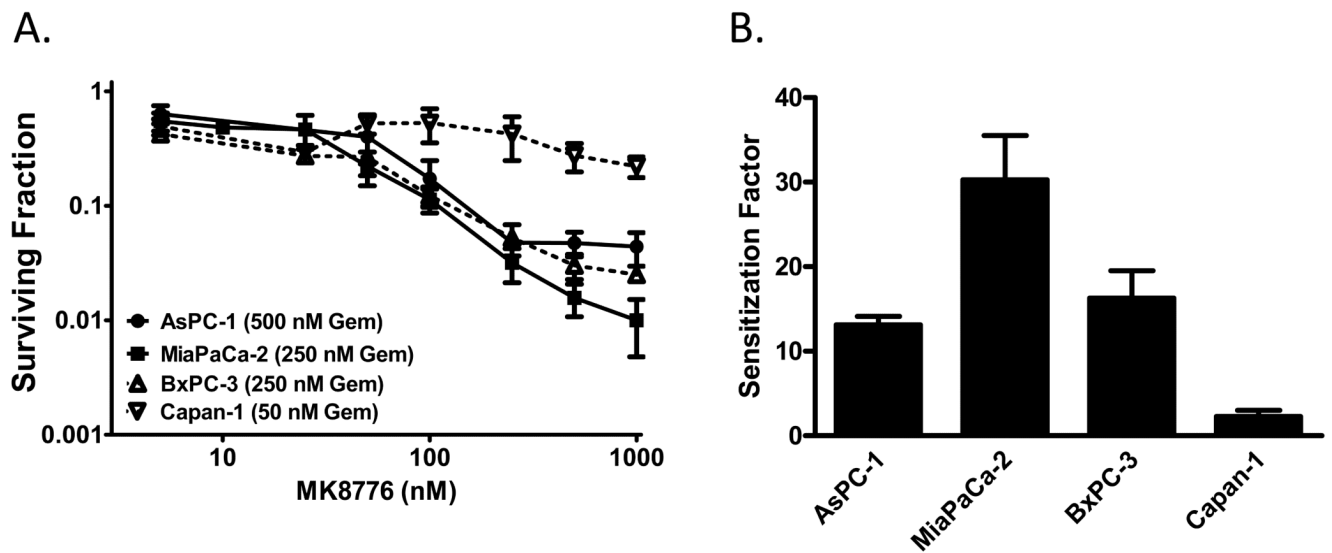 A.
Surviving Fraction
1
0.1
0.01
0.001
AsPC-1 (500 nM Gem)
MiaPaCa-2 (250 nM Gem)
BxPC-3 (250 nM Gem)
Capan-1 (50 nM Gem)
10 100 1000
MK8776 (nM)
B.
Sensitization Factor
40
30
20
10
0
AsPC-1
MiaPaCa-2
BxPC-3
Capan-1